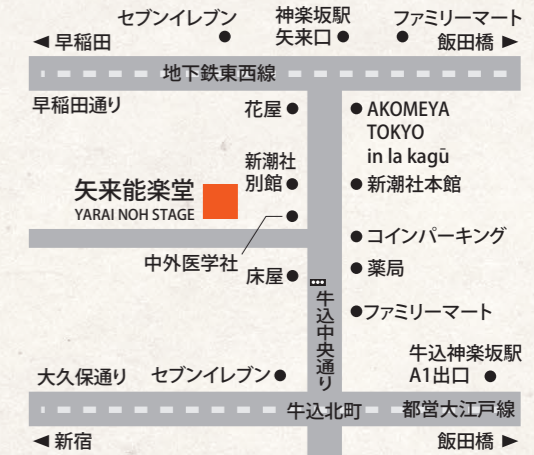 セブンイレブン
神楽坂駅
矢来口
ファミリーマート
◀ 早稲田
飯田橋 ▶
地下鉄東西線
早稲田通り
花屋
AKOMEYA
TOKYO
in la kagū
新潮社
別館
新潮社本館
矢来能楽堂
YARAI NOH STAGE
コインパーキング
中外医学社
床屋
薬局
牛込中央通り
ファミリーマート
牛込神楽坂駅
A1出口
大久保通り
セブンイレブン
牛込北町
都営大江戸線
◀ 新宿
飯田橋 ▶